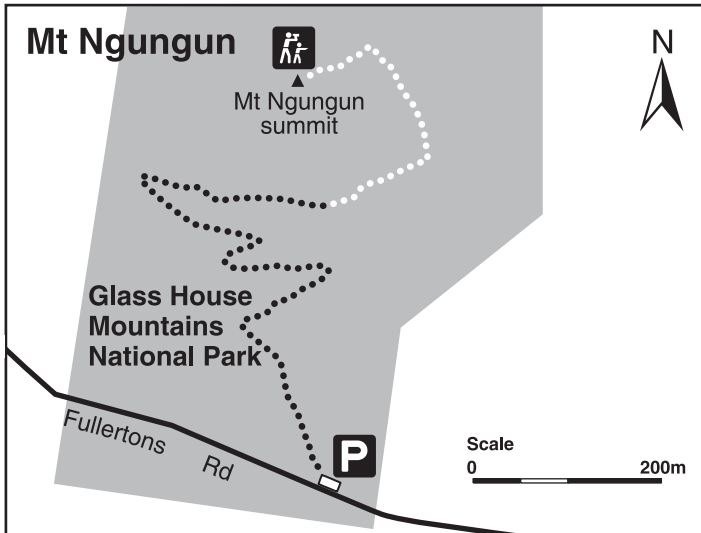 Mt Ngungun
N
Mt Ngungun
summit
Glass House
Mountains
National Park
Fullertons Rd
P
Scale
0 200m